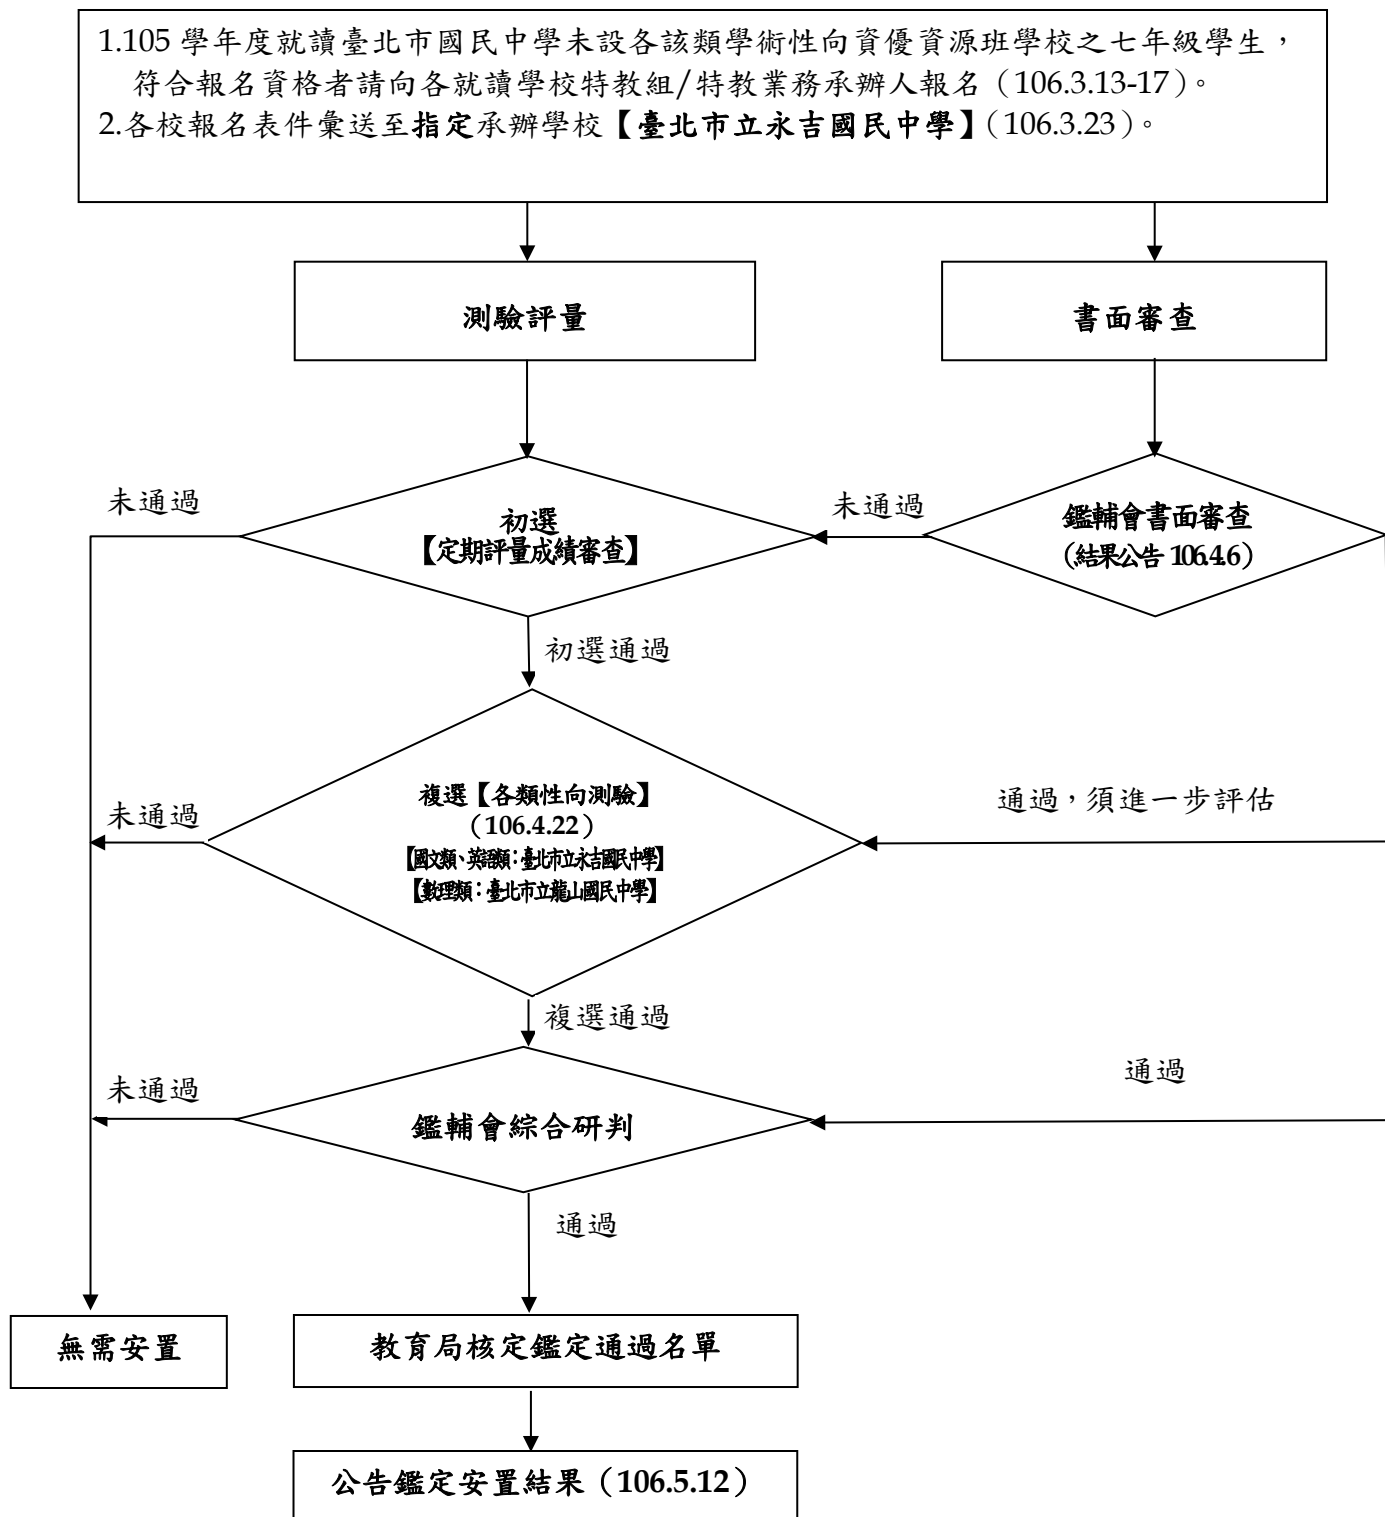 1.105 學年度就讀臺北市國民中學未設各該類學術性向資優資源班學校之七年級學生，
符合報名資格者請向各就讀學校特教組/特教業務承辦人報名（106.3.13-17）。
2.各校報名表件彙送至指定承辦學校【臺北市立永吉國民中學】（106.3.23）。
測驗評量
書面審查
未通過
初選
【定期評量成績審查】
未通過
鑑輔會書面審查
（結果公告 106.4.6）
初選通過
未通過
複選【各類性向測驗】
（106.4.22）
【國文類、英語類：臺北市立永吉國民中學】
【數理類：臺北市立龍山國民中學】
通過，須進一步評估
複選通過
未通過
鑑輔會綜合研判
通過
通過
無需安置
教育局核定鑑定通過名單
公告鑑定安置結果（106.5.12）